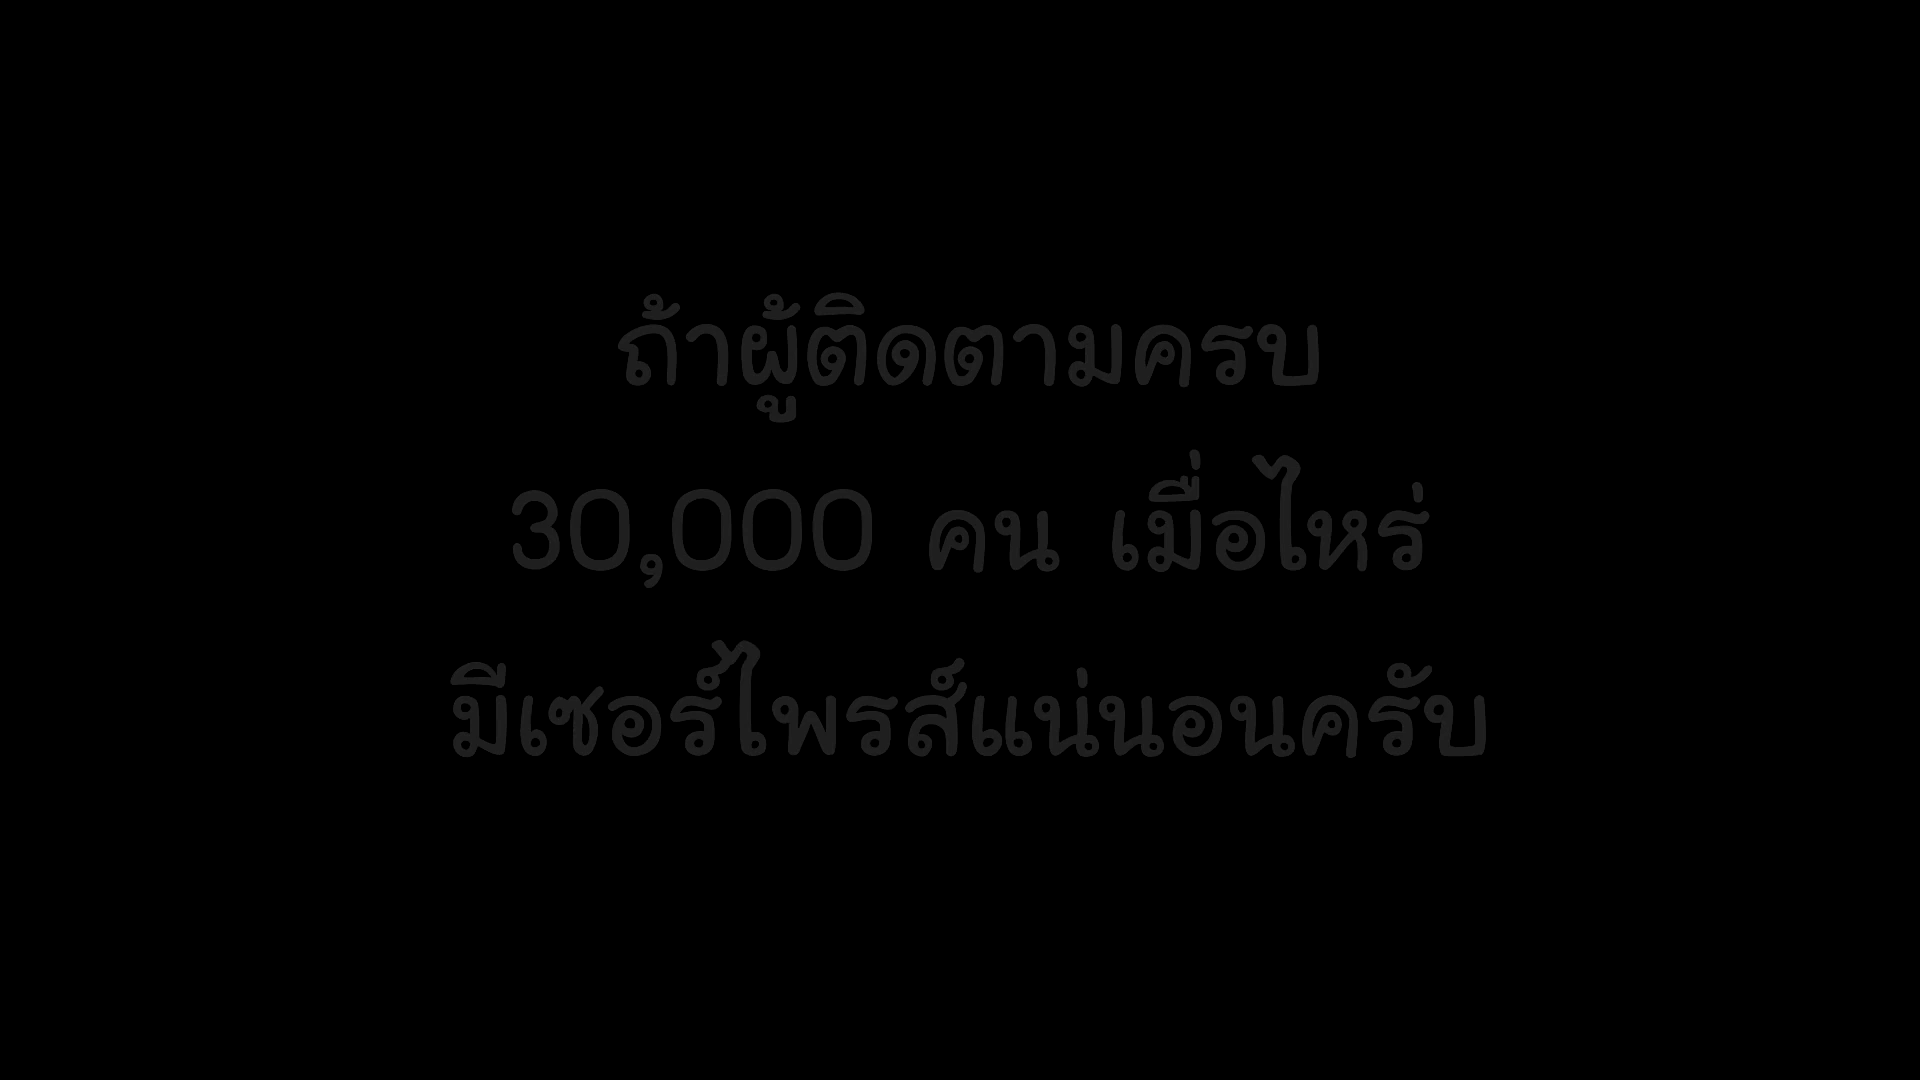 ถ้าผู้ติดตามครบ
30,000 คน เมื่อไหร่
มีเซอร์ไพรส์แน่นอนครับ